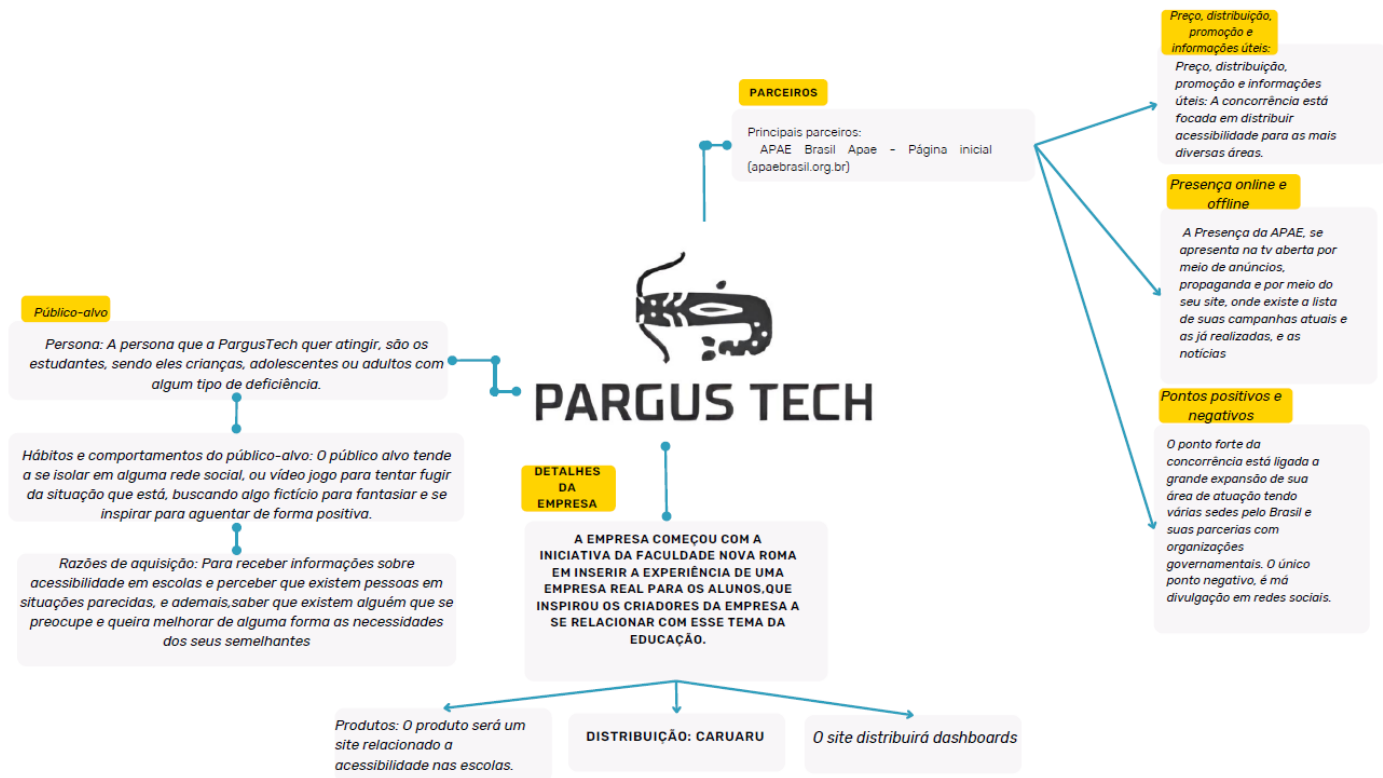 Preço, distribuição,
promoção e
informações úteis:
Preço, distribuição,
promoção e informações
úteis: A concorrência está
focada em distribuir
acessibilidade para as mais
diversas áreas.
PARCEIROS
Principais parceiros:
APAE Brasil Apae - Página inicial
(apaebrasil.org.br)
Presença online e
offline
A Presença da APAE, se
apresenta na tv aberta por
meio de anúncios,
propaganda e por meio do
seu site, onde existe a lista
de suas campanhas atuais e
as já realizadas, e as
notícias
Pontos positivos e
negativos
O ponto forte da
concorrência está ligada a
grande expansão de sua
área de atuação tendo
várias sedes pelo Brasil e
suas parcerias com
organizações
governamentais. O único
ponto negativo, é má
divulgação em redes sociais.
PARGUS TECH
Público-alvo
Persona: A persona que a PargusTech quer atingir, são os
estudantes, sendo eles crianças, adolescentes ou adultos com
algum tipo de deficiência.
Hábitos e comportamentos do público-alvo: O público alvo tende
a se isolar em alguma rede social, ou vídeo jogo para tentar fugir
da situação que está, buscando algo fictício para fantasiar e se
inspirar para aguentar de forma positiva.
Razões de aquisição: Para receber informações sobre
acessibilidade em escolas e perceber que existem pessoas em
situações parecidas, e ademais,saber que existem alguém que se
preocupe e queira melhorar de alguma forma as necessidades
dos seus semelhantes
DETALHES
DA
EMPRESA
A EMPRESA COMEÇOU COM A
INICIATIVA DA FACULDADE NOVA ROMA
EM INSERIR A EXPERIÊNCIA DE UMA
EMPRESA REAL PARA OS ALUNOS,QUE
INSPIROU OS CRIADORES DA EMPRESA A
SE RELACIONAR COM ESSE TEMA DA
EDUCAÇÃO.
Produtos: O produto será um
site relacionado a
acessibilidade nas escolas.
DISTRIBUIÇÃO: CARUARU
O site distribuirá dashboards